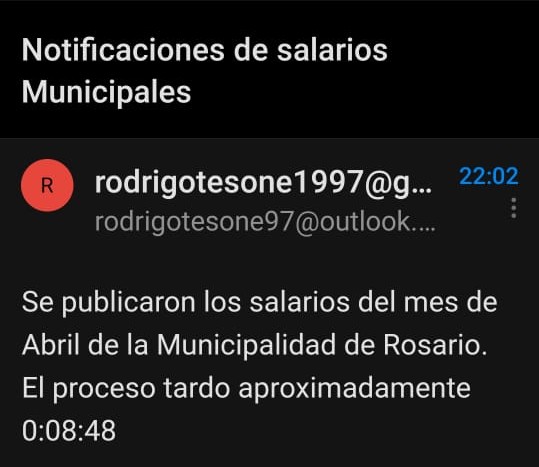 Notificaciones de salarios
Municipales
R
rodrigotesone1997@g...
22:02
rodrigotesone97@outlook....
Se publicaron los salarios del mes de
Abril de la Municipalidad de Rosario.
El proceso tardo aproximadamente
0:08:48